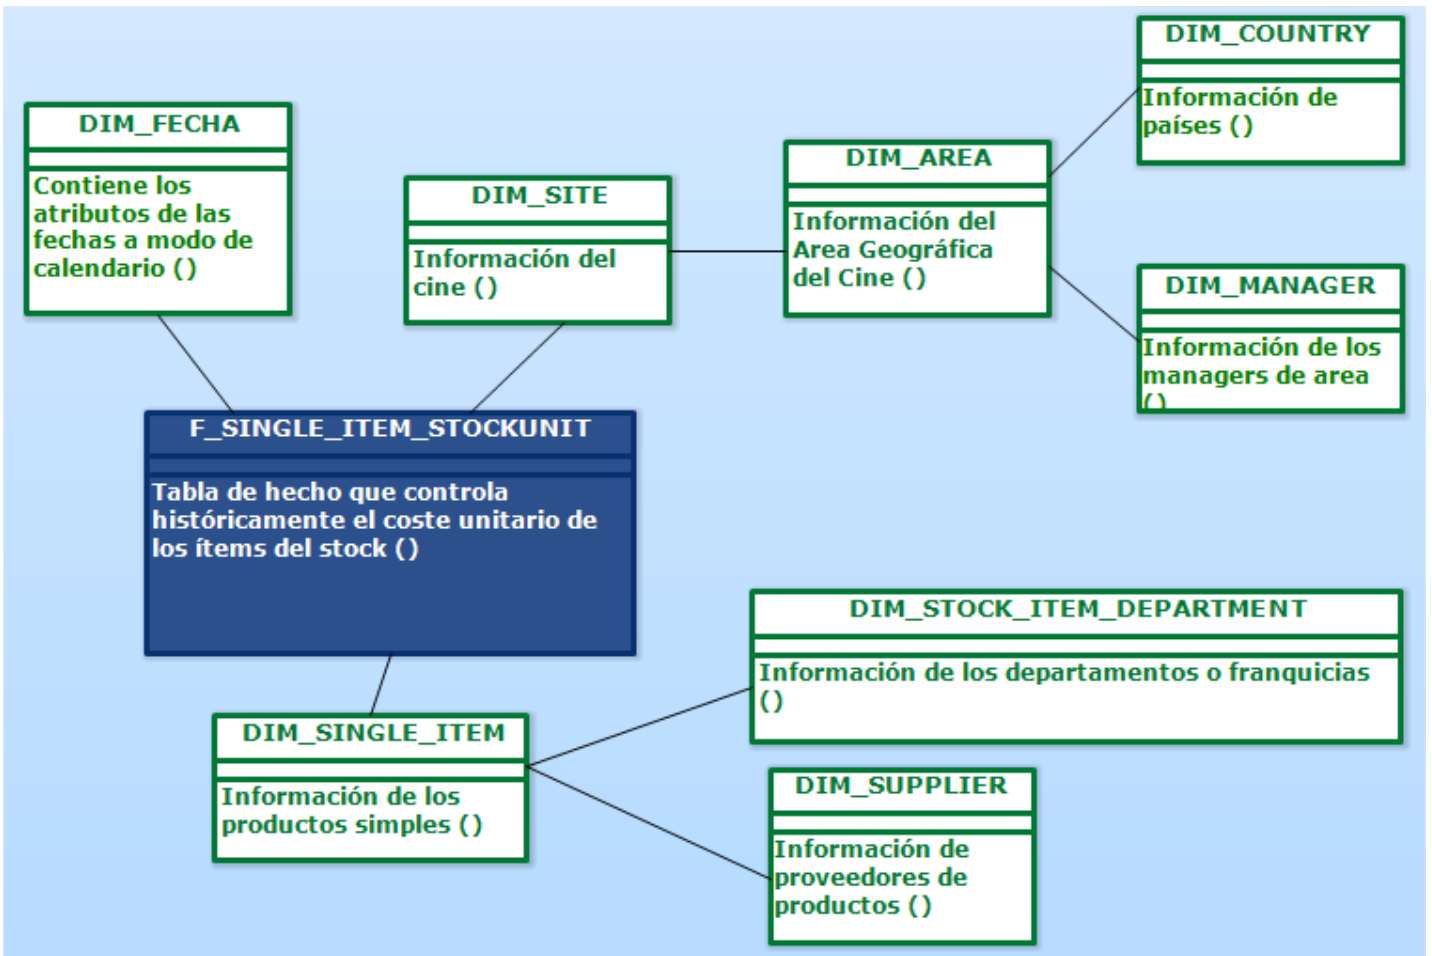 DIM_COUNTRY
Información de
países ()
DIM_FECHA
Contiene los
atributos de las
fechas a modo de
calendario ()
DIM_SITE
Información del
cine ()
DIM_AREA
Información del
Area Geográfica
del Cine ()
DIM_MANAGER
Información de los
managers de area
()
F_SINGLE_ITEM_STOCKUNIT
Tabla de hecho que controla
históricamente el coste unitario de
los ítems del stock ()
DIM_STOCK_ITEM_DEPARTMENT
Información de los departamentos o franquicias
()
DIM_SINGLE_ITEM
Información de los
productos simples ()
DIM_SUPPLIER
Información de
proveedores de
productos ()